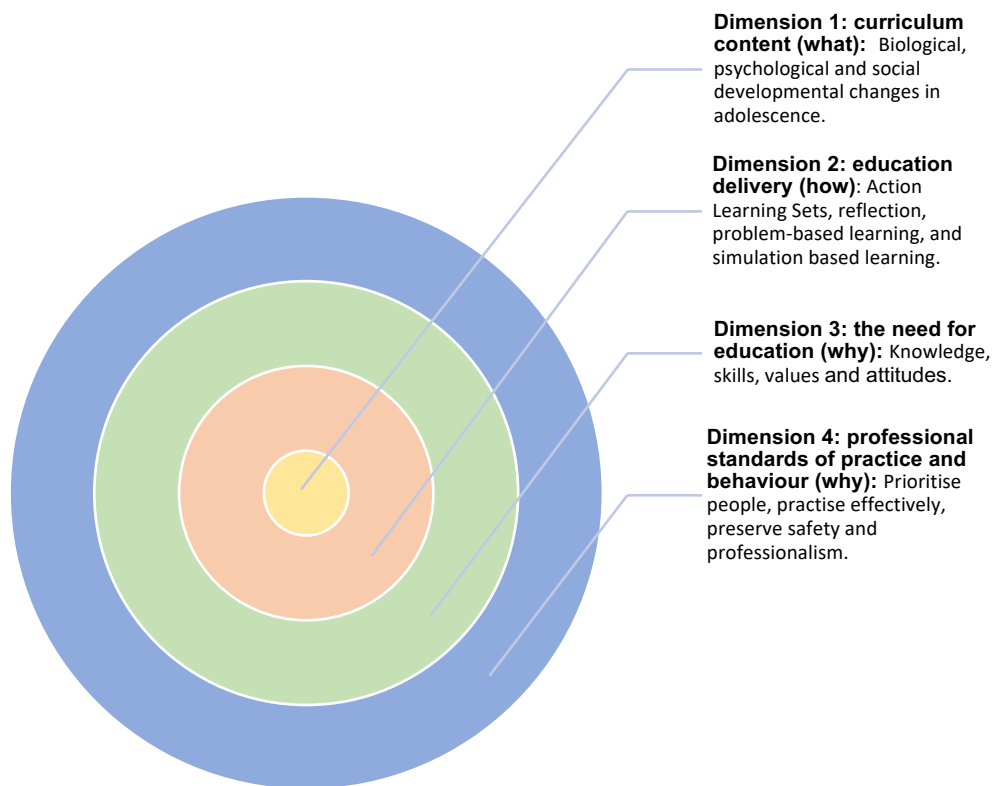 Dimension 1: curriculum
content (what): Biological,
psychological and social
developmental changes in
adolescence.
Dimension 2: education
delivery (how): Action
Learning Sets, reflection,
problem-based learning, and
simulation based learning.
Dimension 3: the need for
education (why): Knowledge,
skills, values and attitudes.
Dimension 4: professional
standards of practice and
behaviour (why): Prioritise
people, practise effectively,
preserve safety and
professionalism.